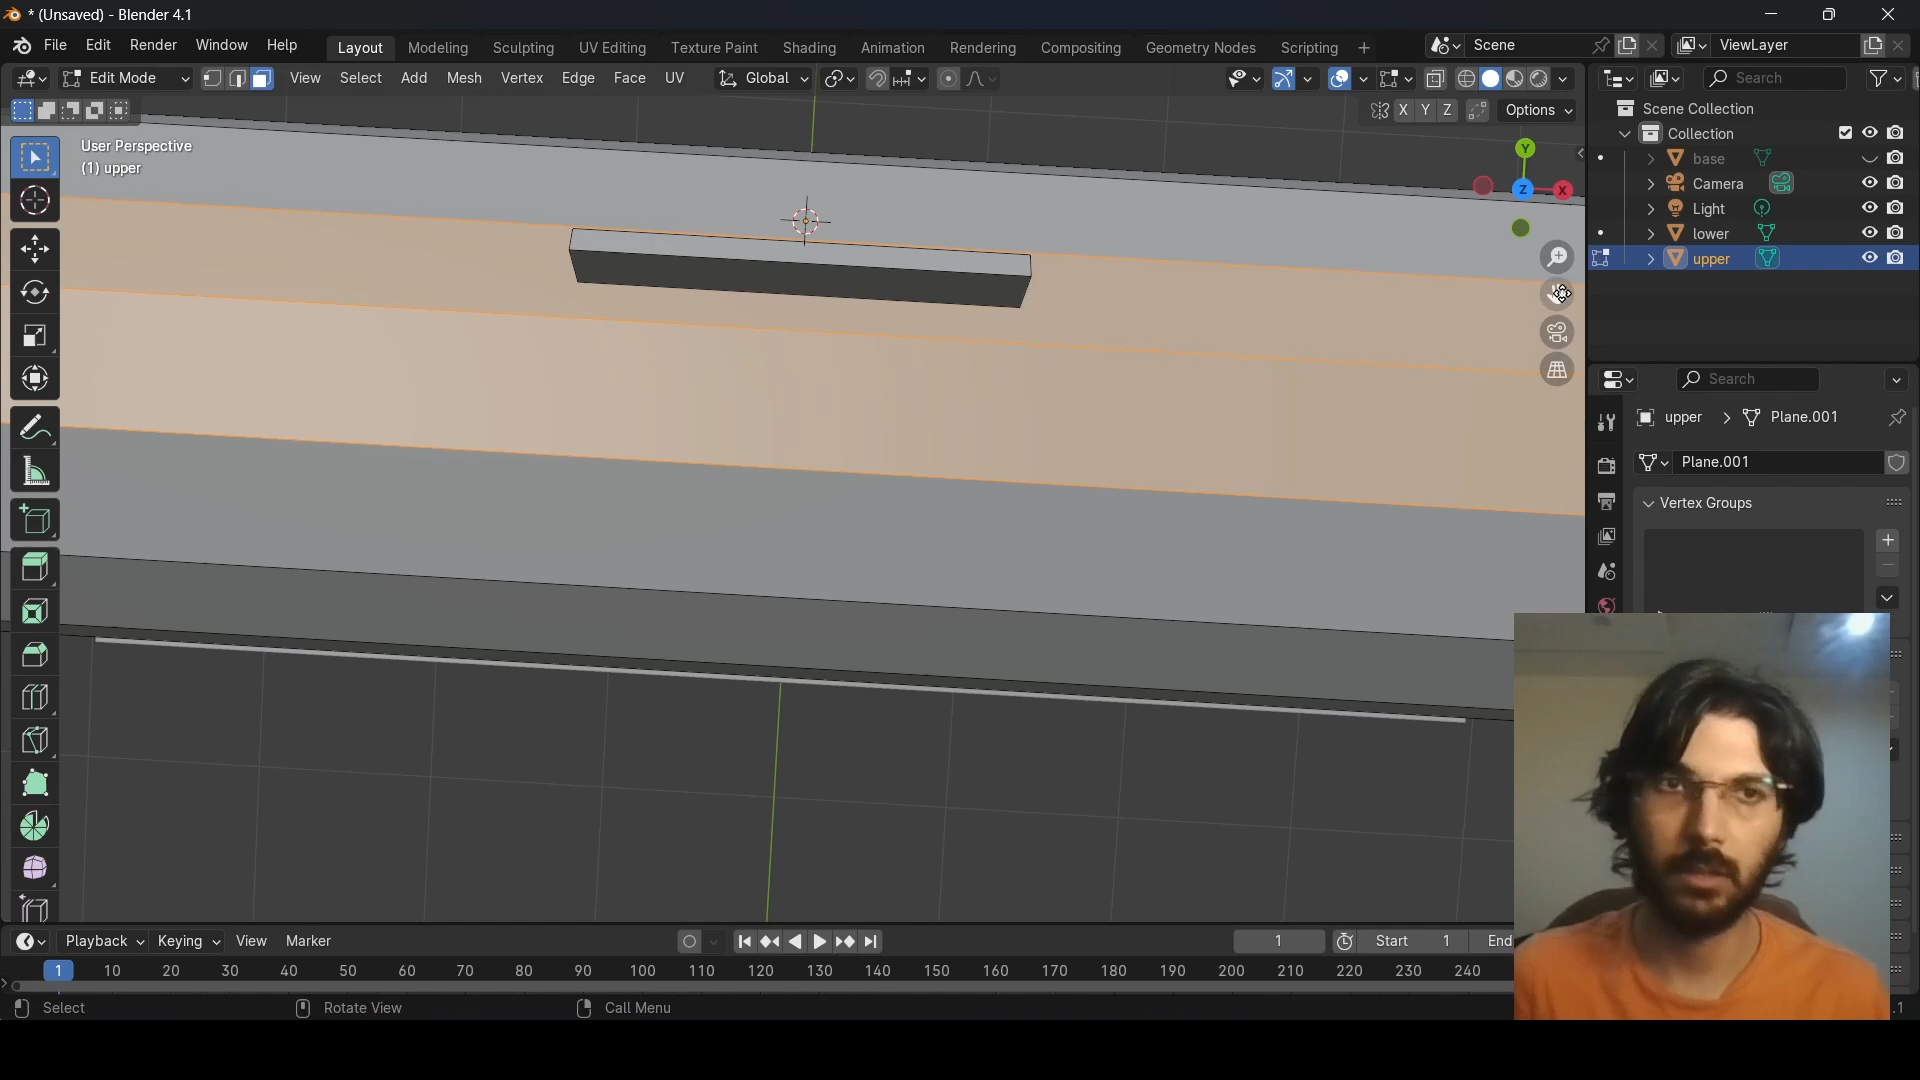 * (Unsaved) - Blender 4.1
File Edit Render Window Help Layout Modeling Sculpting UV Editing Texture Paint Shading Animation Rendering Compositing Geometry Nodes Scripting + Scene ViewLayer
Edit Mode View Select Add Mesh Vertex Edge Face UV Global Search
X Y Z Options
Scene Collection
Collection
User Perspective
(1) upper
base
Camera
Light
lower
upper
Y
Z
X
Search
upper > Plane.001
Plane.001
Vertex Groups
Playback Keying View Marker 1 Start 1 End
1 10 20 30 40 50 60 70 80 90 100 110 120 130 140 150 160 170 180 190 200 210 220 230 240
Select Rotate View Call Menu .1